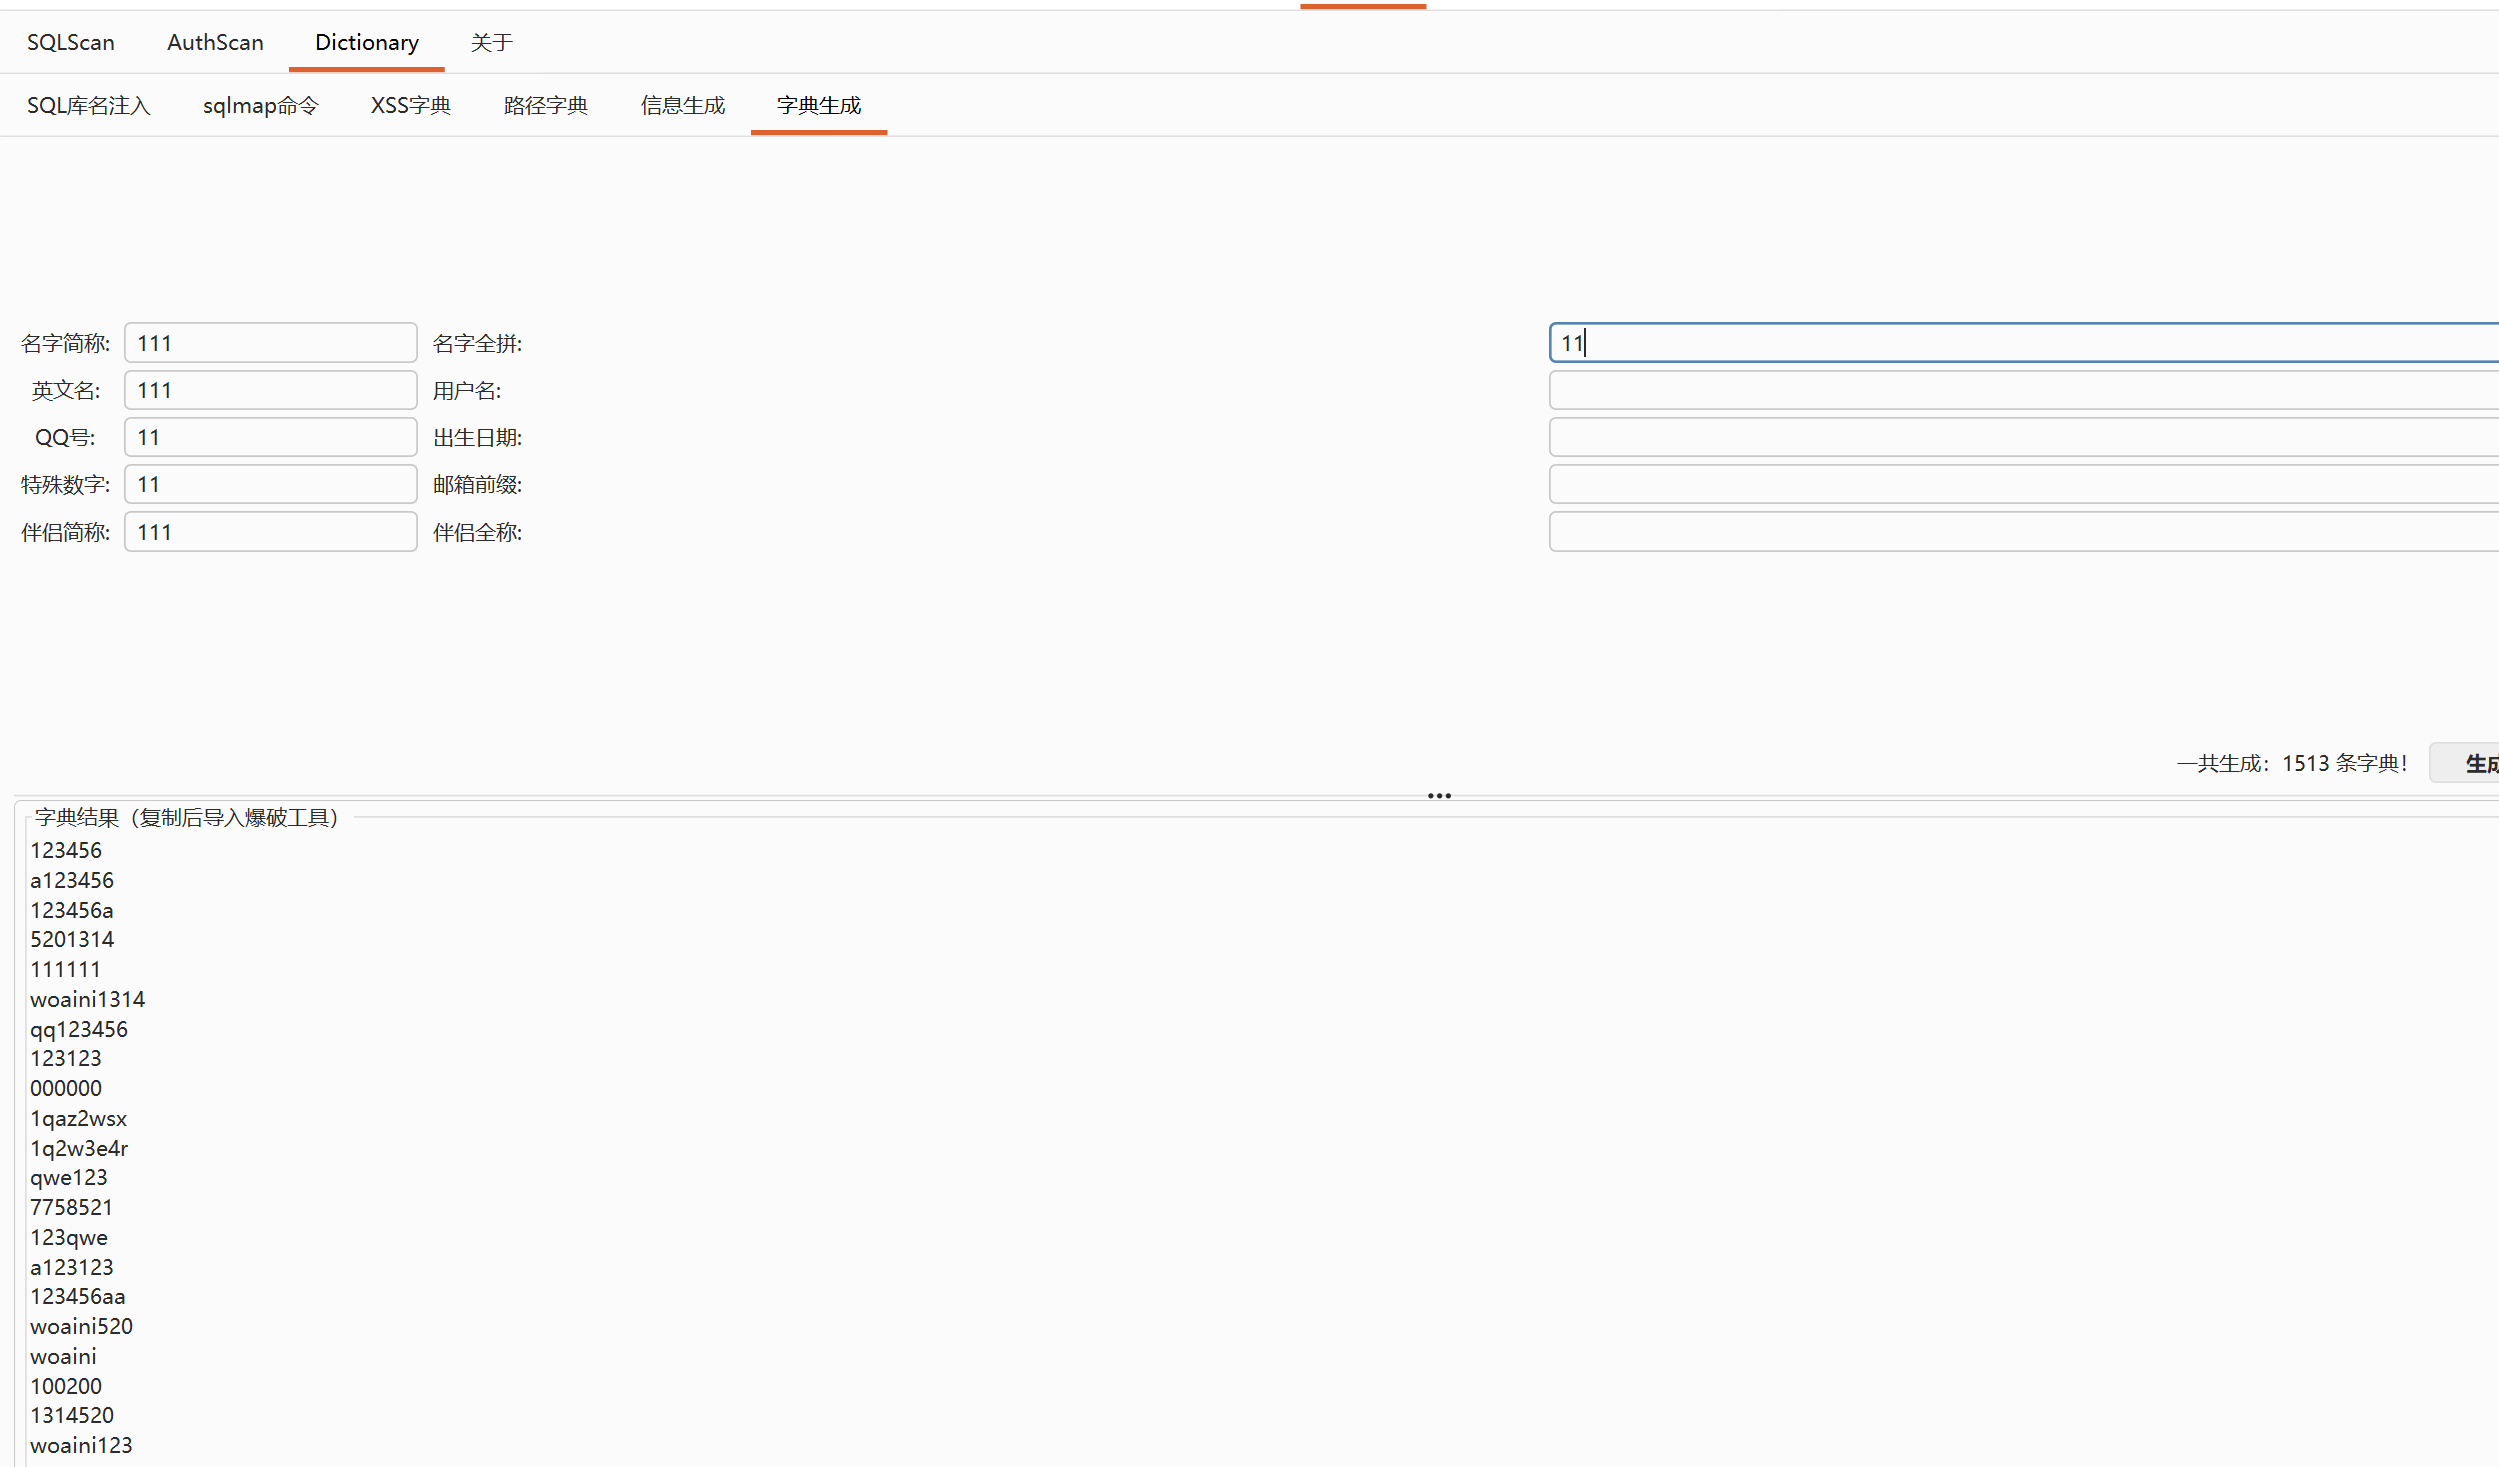 SQLScan AuthScan Dictionary 关于
SQL库名注入 sqlmap命令 XSS字典 路径字典 信息生成 字典生成
名字简称: 111 名字全拼: 11
英文名: 111 用户名:
QQ号: 11 出生日期:
特殊数字: 11 邮箱前缀:
伴侣简称: 111 伴侣全称:
一共生成：1513 条字典! 生成
字典结果（复制后导入爆破工具）
123456
a123456
123456a
5201314
111111
woaini1314
qq123456
123123
000000
1qaz2wsx
1q2w3e4r
qwe123
7758521
123qwe
a123123
123456aa
woaini520
woaini
100200
1314520
woaini123